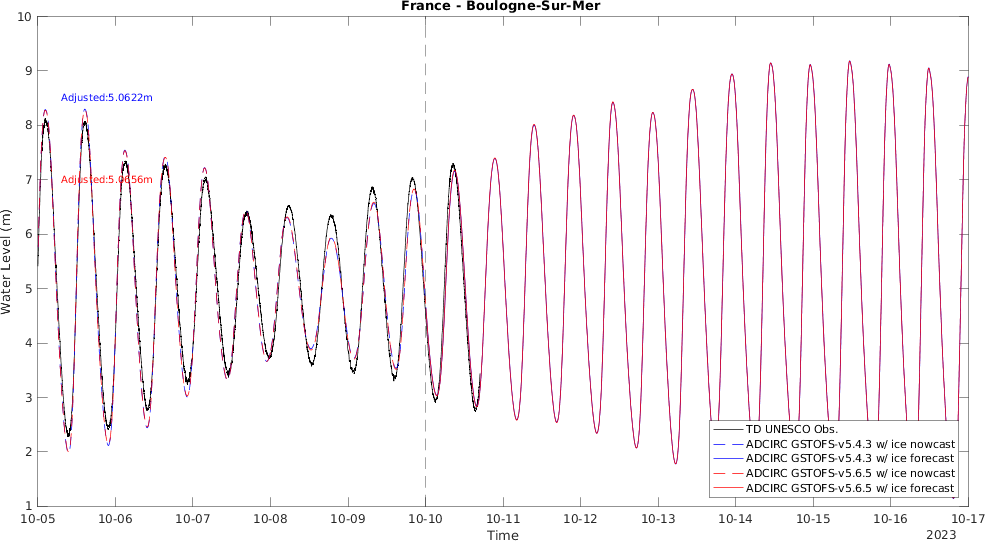 France - Boulogne-Sur-Mer
10
9
8
7
6
5
4
3
2
1
Water Level (m)
Adjusted:5.0622m
Adjusted:5.0656m
TD UNESCO Obs.
ADCIRC GSTOFS-v5.4.3 w/ ice nowcast
ADCIRC GSTOFS-v5.4.3 w/ ice forecast
ADCIRC GSTOFS-v5.6.5 w/ ice nowcast
ADCIRC GSTOFS-v5.6.5 w/ ice forecast
10-05 10-06 10-07 10-08 10-09 10-10 10-11 10-12 10-13 10-14 10-15 10-16 10-17
Time
2023